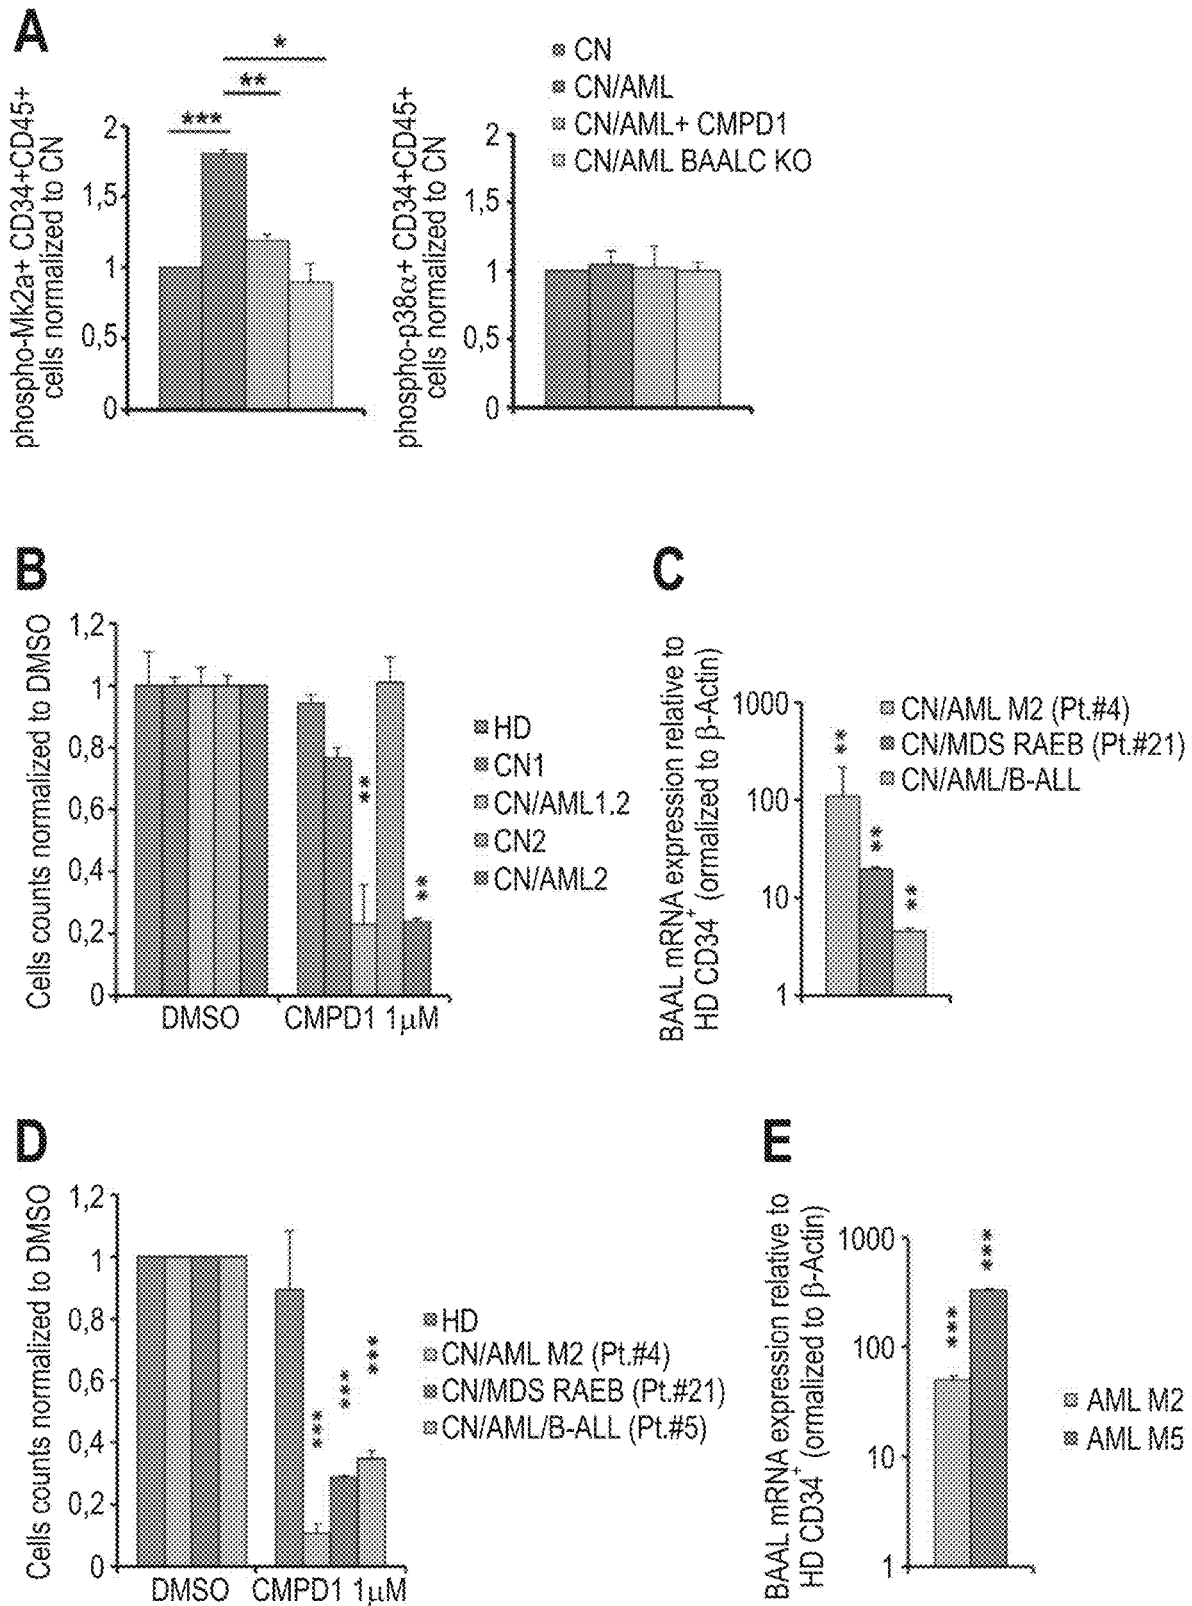 A
phospho-Mk2a+ CD34+CD45+
cells normalized to CN
2
1,5
1
0,5
0
***
**
*
phospho-p38α+ CD34+CD45+
cells normalized to CN
2
1,5
1
0,5
0
CN
CN/AML
CN/AML+ CMPD1
CN/AML BAALC KO
B
Cells counts normalized to DMSO
1,2
1
0,8
0,6
0,4
0,2
0
**
**
DMSO CMPD1 1µM
HD
CN1
CN/AML1.2
CN2
CN/AML2
C
BAAL mRNA expression relative to
HD CD34+ (ormalized to β-Actin)
1000
100
10
1
**
**
**
CN/AML M2 (Pt.#4)
CN/MDS RAEB (Pt.#21)
CN/AML/B-ALL
D
Cells counts normalized to DMSO
1,2
1
0,8
0,6
0,4
0,2
0
***
***
***
DMSO CMPD1 1µM
HD
CN/AML M2 (Pt.#4)
CN/MDS RAEB (Pt.#21)
CN/AML/B-ALL (Pt.#5)
E
BAAL mRNA expression relative to
HD CD34+ (ormalized to β-Actin)
1000
100
10
1
***
***
AML M2
AML M5